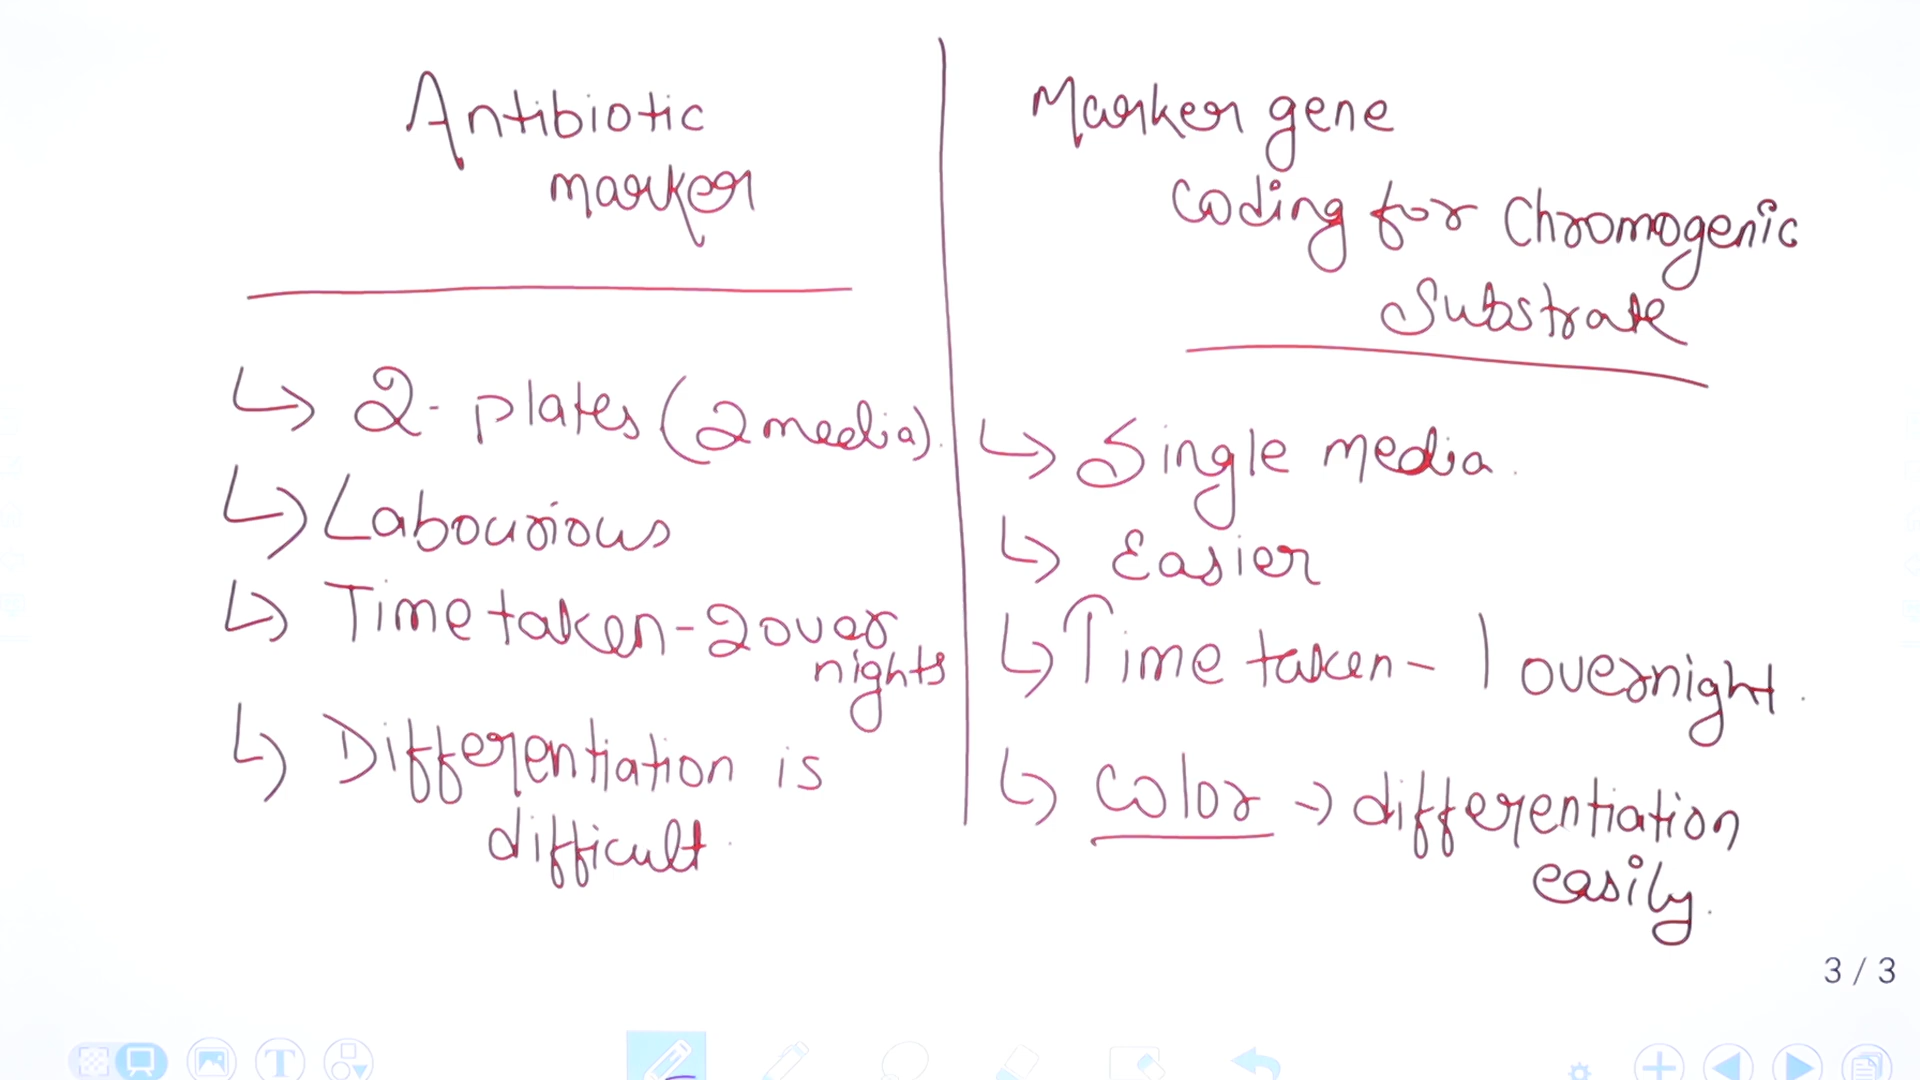 Antibiotic
marker
↳ 2- plates (2 media).
↳ Labourious
↳ Time taken - 2 over
nights
↳ Differentiation is
difficult.
Marker gene
coding for Chromogenic
Substrate
↳ Single media.
↳ Easier
↳ Time taken - 1 overnight.
↳ Color → differentiation
easily.
3 / 3
T